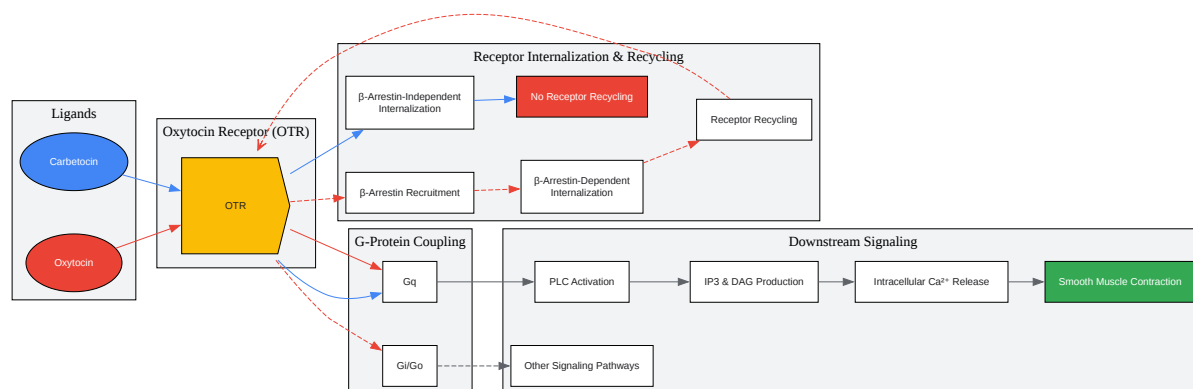 Receptor Internalization & Recycling
β-Arrestin-Independent
Internalization
No Receptor Recycling
Receptor Recycling
β-Arrestin Recruitment
β-Arrestin-Dependent
Internalization
Ligands
Carbetocin
Oxytocin
Oxytocin Receptor (OTR)
OTR
G-Protein Coupling
Gq
Gi/Go
Downstream Signaling
PLC Activation
IP3 & DAG Production
Intracellular Ca²⁺ Release
Smooth Muscle Contraction
Other Signaling Pathways